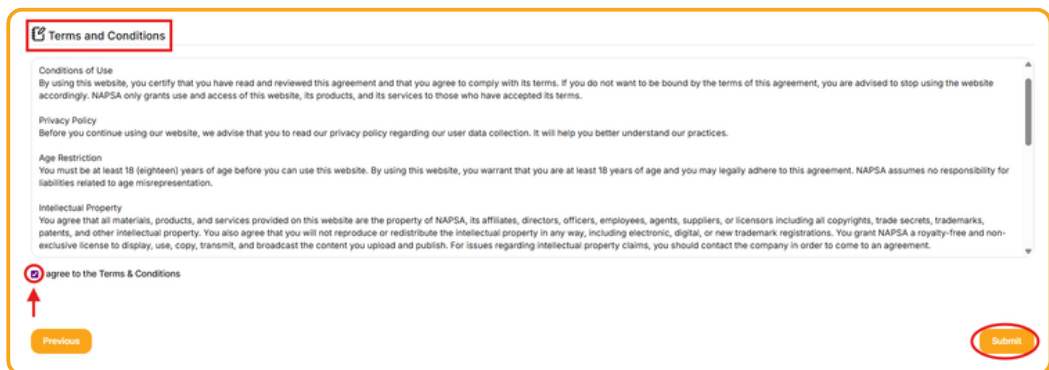 Terms and Conditions
Conditions of Use
By using this website, you certify that you have read and reviewed this agreement and that you agree to comply with its terms. If you do not want to be bound by the terms of this agreement, you are advised to stop using the website
accordingly. NAPSA only grants use and access of this website, its products, and its services to those who have accepted its terms.
Privacy Policy
Before you continue using our website, we advise that you to read our privacy policy regarding our user data collection. It will help you better understand our practices.
Age Restriction
You must be at least 18 (eighteen) years of age before you can use this website. By using this website, you warrant that you are at least 18 years of age and you may legally adhere to this agreement. NAPSA assumes no responsibility for
liabilities related to age misrepresentation.
Intellectual Property
You agree that all materials, products, and services provided on this website are the property of NAPSA, its affiliates, directors, officers, employees, agents, suppliers, or licensors including all copyrights, trade secrets, trademarks,
patents, and other intellectual property. You also agree that you will not reproduce or redistribute the intellectual property in any way, including electronic, digital, or new trademark registrations. You grant NAPSA a royalty-free and non-
exclusive license to display, use, copy, transmit, and broadcast the content you upload and publish. For issues regarding intellectual property claims, you should contact the company in order to come to an agreement.
agree to the Terms & Conditions
Previous
Submit